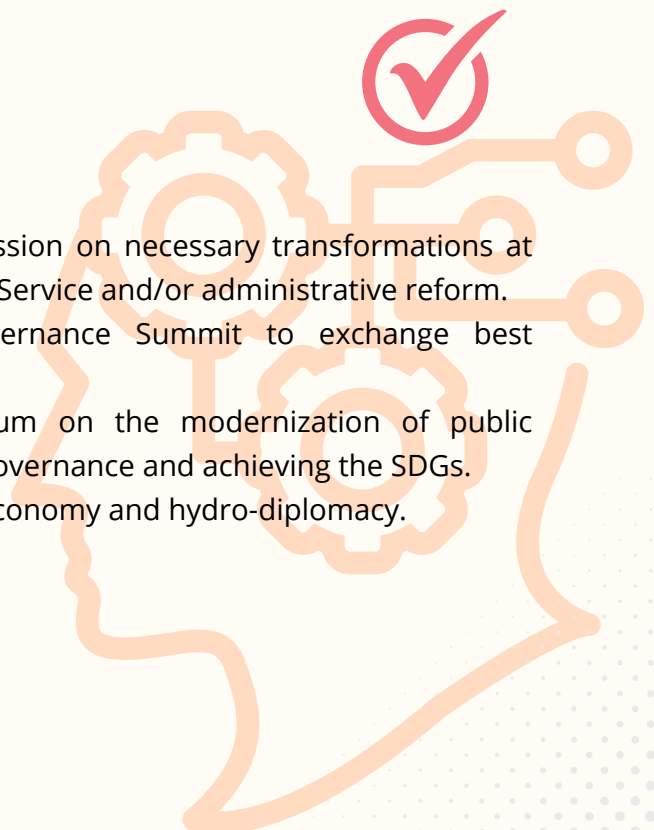 ssion on necessary transformations at
Service and/or administrative reform.
ernance Summit to exchange best
um on the modernization of public
overnance and achieving the SDGs.
conomy and hydro-diplomacy.